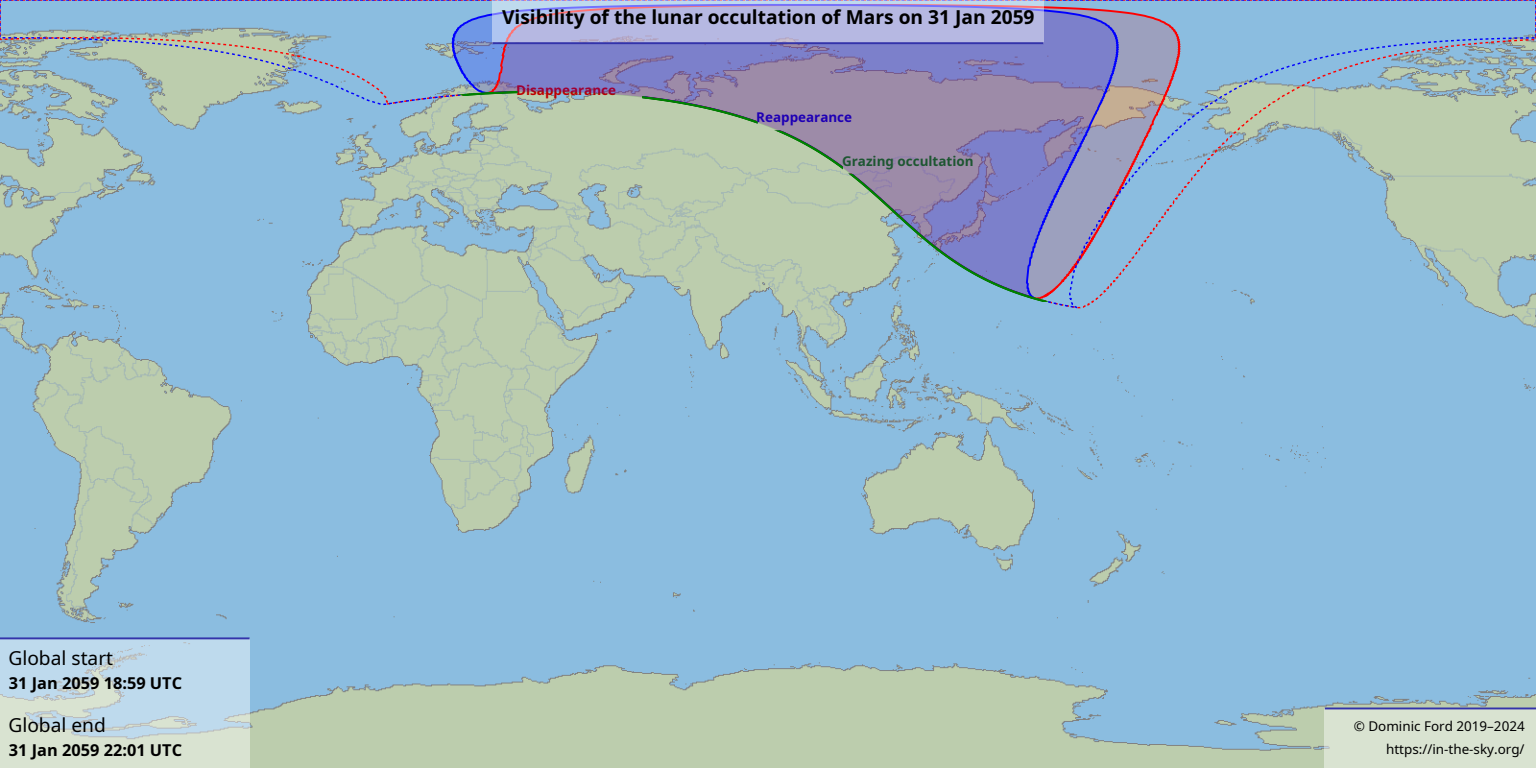 Visibility of the lunar occultation of Mars on 31 Jan 2059
Disappearance
Reappearance
Grazing occultation
Global start
31 Jan 2059 18:59 UTC
Global end
31 Jan 2059 22:01 UTC
© Dominic Ford 2019–2024
https://in-the-sky.org/